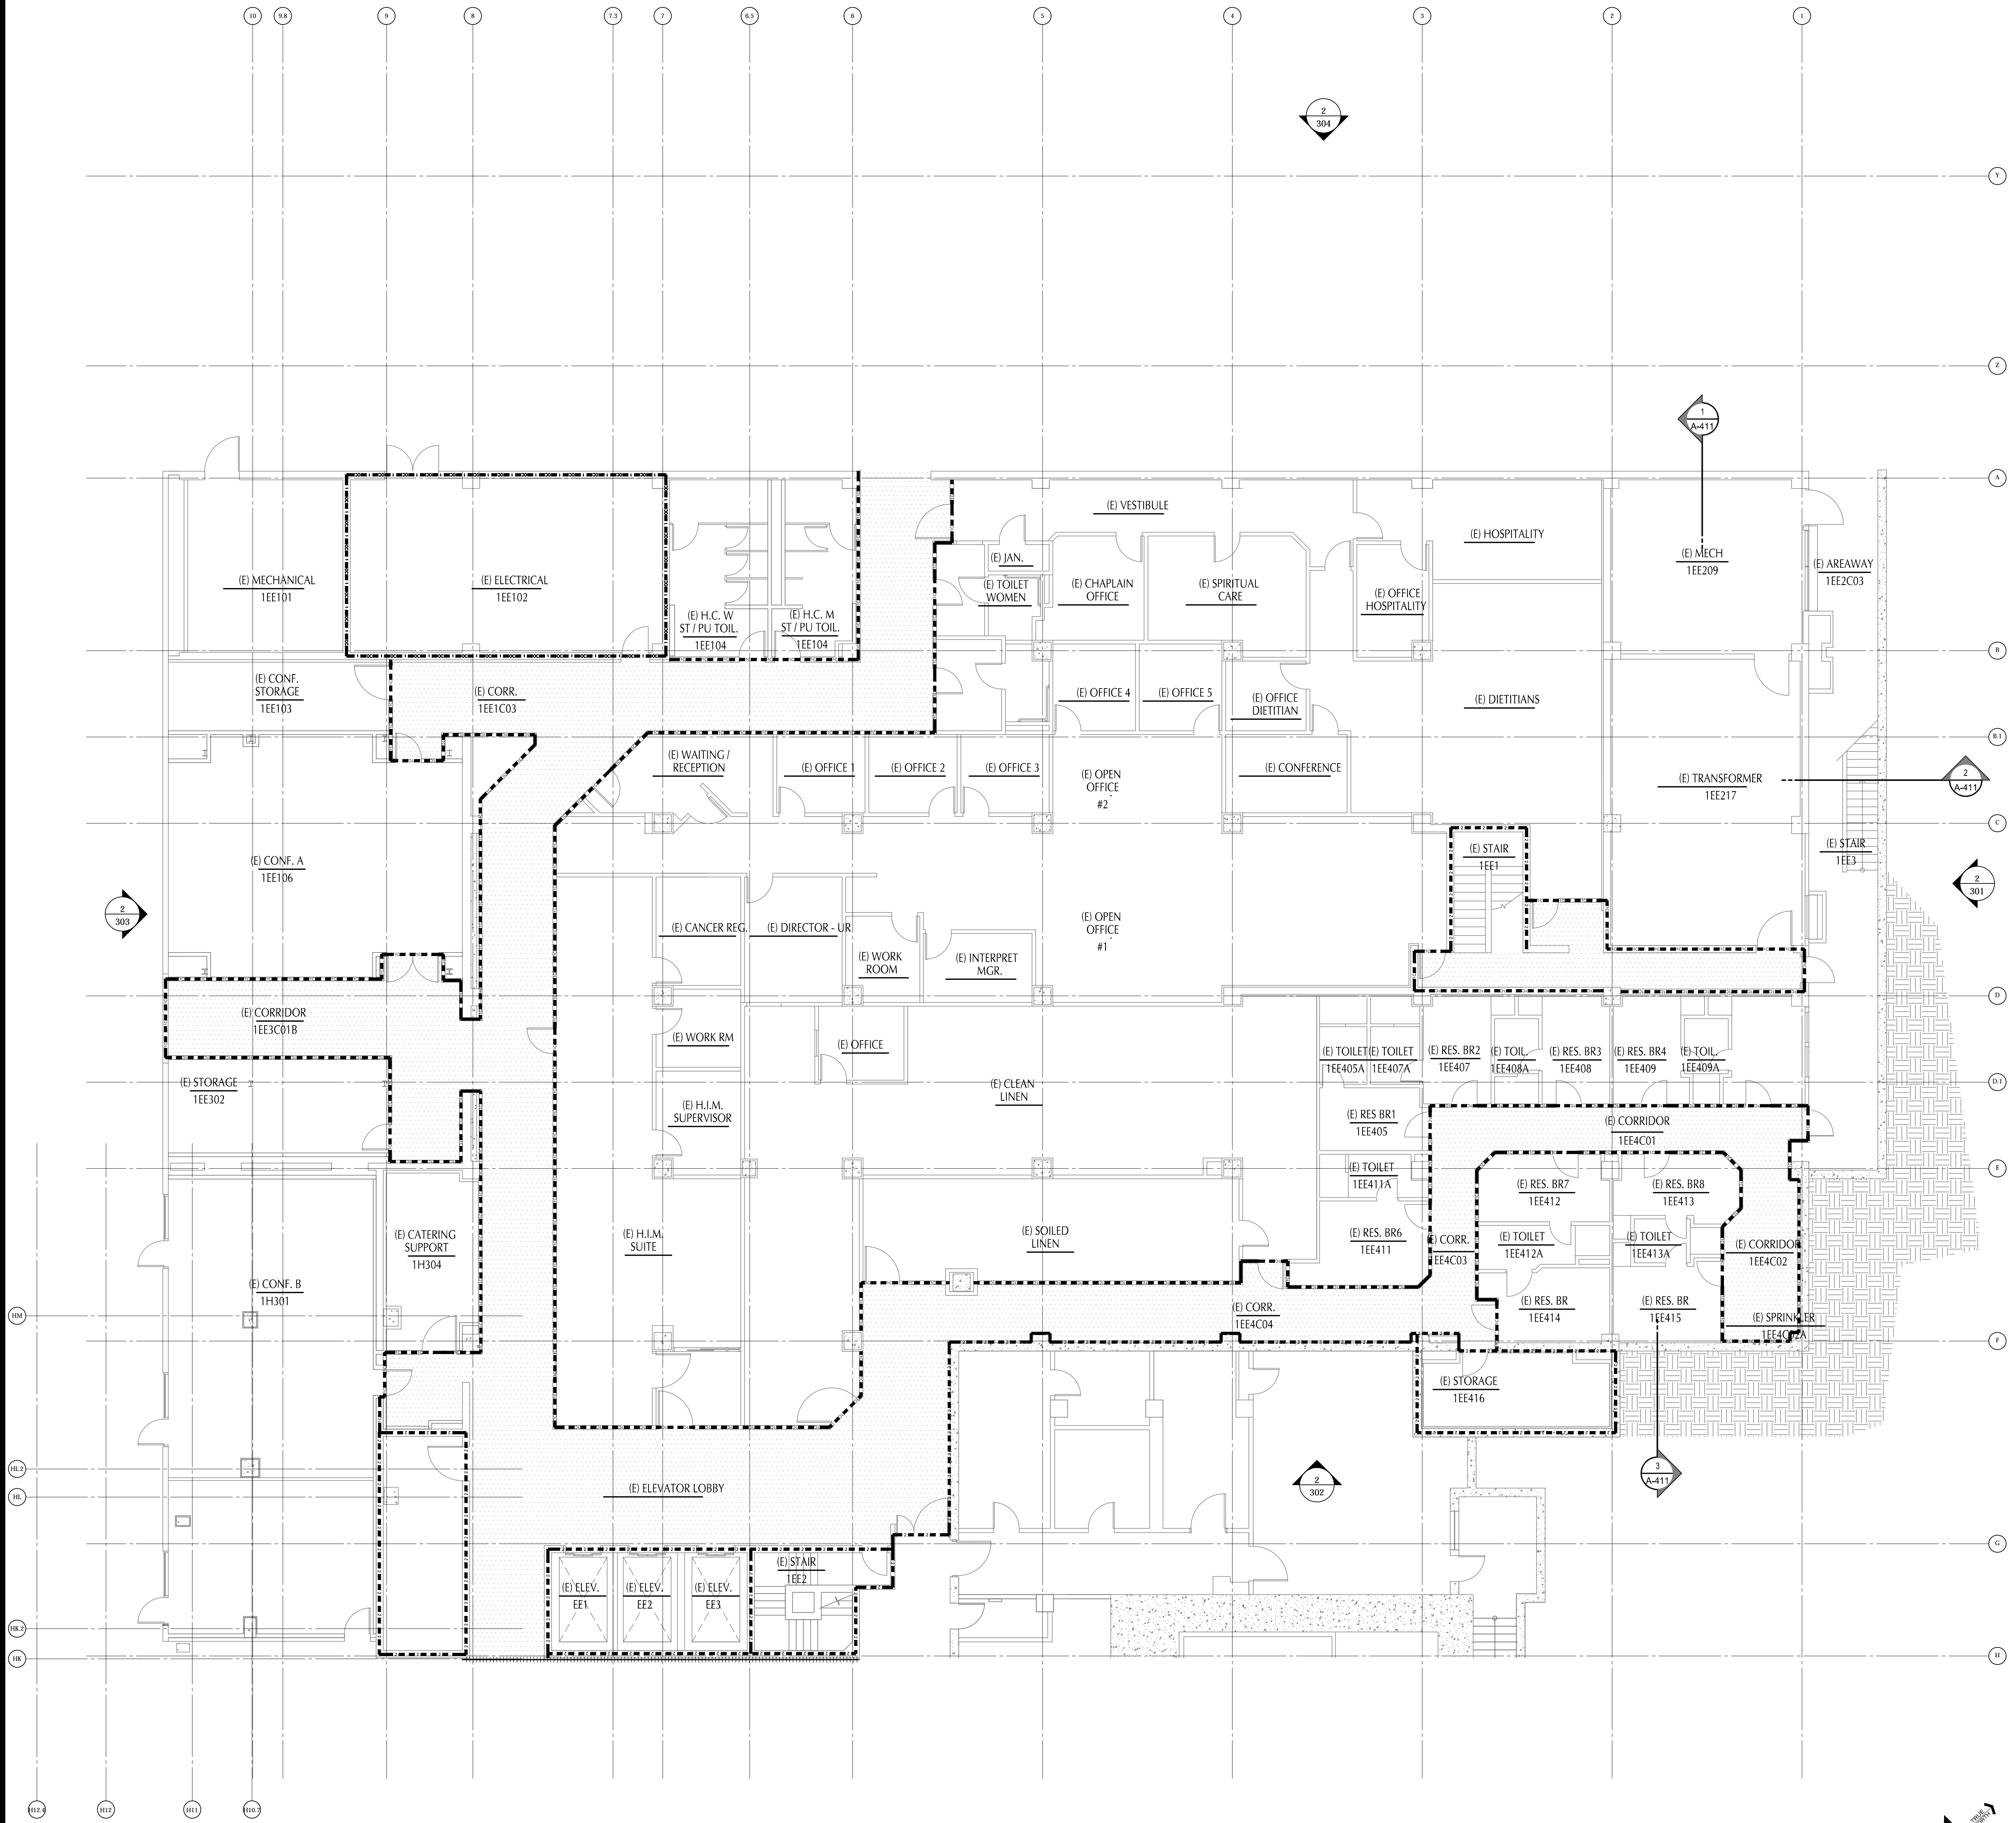 10
9.8
9
8
7.3
7
6.5
6
5
4
3
2
1
2
304
Y
Z
1
A-411
A
(E) VESTIBULE
(E) HOSPITALITY
(E) JAN.
(E) MECH
1EE209
(E) AREAWAY
1EE2C03
(E) MECHANICAL
1EE101
(E) ELECTRICAL
1EE102
(E) TOILET
WOMEN
(E) CHAPLAIN
OFFICE
(E) SPIRITUAL
CARE
(E) OFFICE
HOSPITALITY
(E) H.C. W
ST / PU TOIL.
1EE104
(E) H.C. M
ST / PU TOIL.
1EE104
B
(E) CONF.
STORAGE
1EE103
(E) CORR.
1EE1C03
(E) OFFICE 4
(E) OFFICE 5
(E) OFFICE
DIETITIAN
(E) DIETITIANS
B.1
(E) WAITING /
RECEPTION
(E) OFFICE 1
(E) OFFICE 2
(E) OFFICE 3
(E) OPEN
OFFICE
#2
(E) CONFERENCE
(E) TRANSFORMER
1EE217
2
A-411
C
(E) CONF. A
1EE106
(E) STAIR
1EE1
(E) STAIR
1EE3
2
301
2
303
(E) CANCER REG.
(E) DIRECTOR - UR
(E) OPEN
OFFICE
#1
(E) WORK
ROOM
(E) INTERPRET
MGR.
D
(E) CORRIDOR
1EE3C01B
(E) WORK RM
(E) OFFICE
(E) TOILET
1EE405A
(E) TOILET
1EE407A
(E) RES. BR2
1EE407
(E) TOIL.
1EE408A
(E) RES. BR3
1EE408
(E) RES. BR4
1EE409
(E) TOIL.
1EE409A
D.1
(E) STORAGE
1EE302
(E) CLEAN
LINEN
(E) H.I.M.
SUPERVISOR
(E) RES BR1
1EE405
(E) CORRIDOR
1EE4C01
E
(E) TOILET
1EE411A
(E) RES. BR7
1EE412
(E) RES. BR8
1EE413
(E) CATERING
SUPPORT
1H304
(E) H.I.M.
SUITE
(E) SOILED
LINEN
(E) RES. BR6
1EE411
(E) CORR.
1EE4C03
(E) TOILET
1EE412A
(E) TOILET
1EE413A
(E) CORRIDOR
1EE4C02
(E) CONF. B
1H301
(E) CORR.
1EE4C04
(E) RES. BR
1EE414
(E) RES. BR
1EE415
(E) SPRINKLER
1EE4C02A
HM
F
(E) STORAGE
1EE416
HL.2
3
A-411
2
302
HL
(E) ELEVATOR LOBBY
G
(E) ELEV.
EE1
(E) ELEV.
EE2
(E) ELEV.
EE3
(E) STAIR
1EE2
HK.2
HK
H
H12.4
H12
H11
H10.7
TRUE